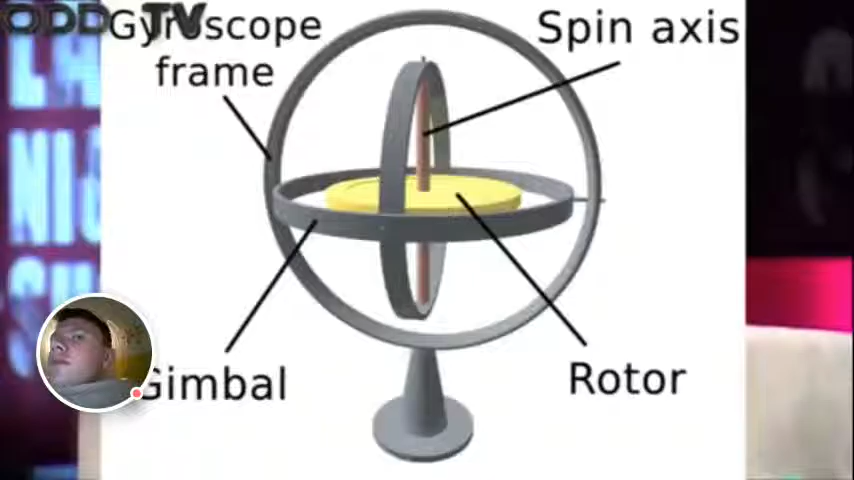 ODD TV
Gyroscope
frame
Spin axis
Gimbal
Rotor